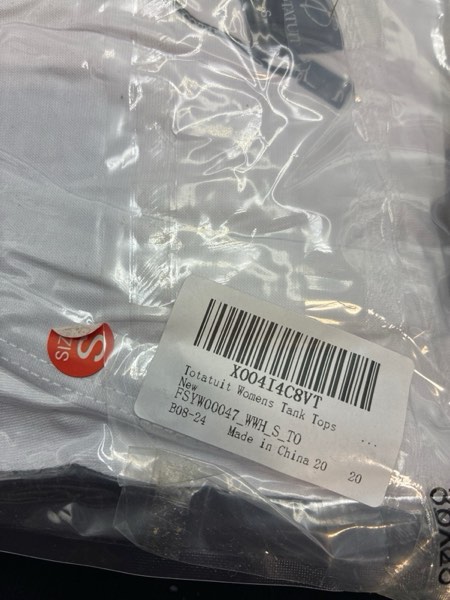 SIZE
S
X004I4C8VT
Totatuit Womens Tank Tops ...
New
FSYW00047_WWH_S_TO
B08-24
Made in China 20 20